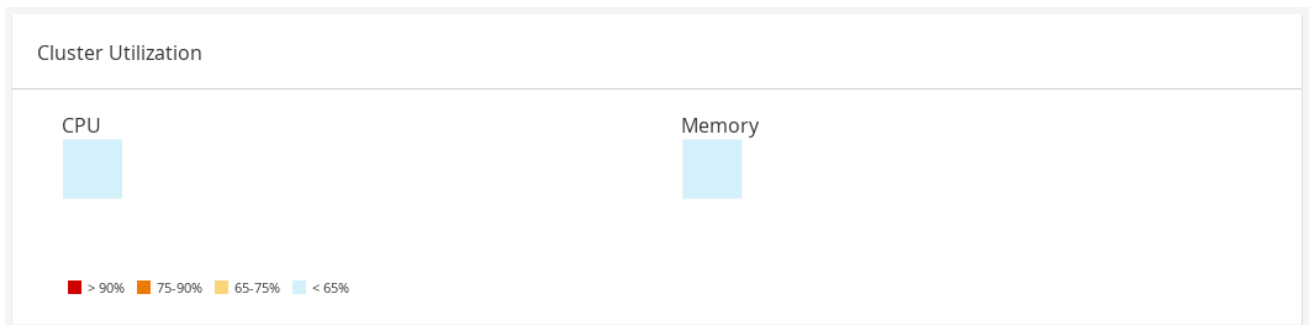 Cluster Utilization
CPU
Memory
> 90% 75-90% 65-75% < 65%